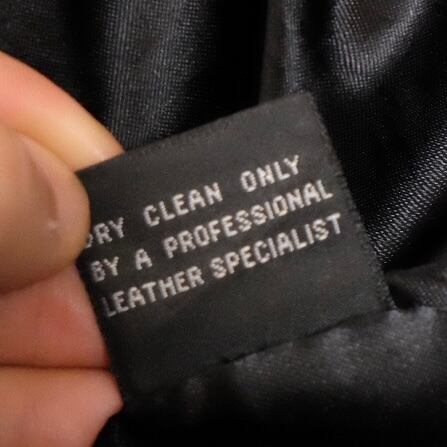 DRY CLEAN ONLY
BY A PROFESSIONAL
LEATHER SPECIALIST